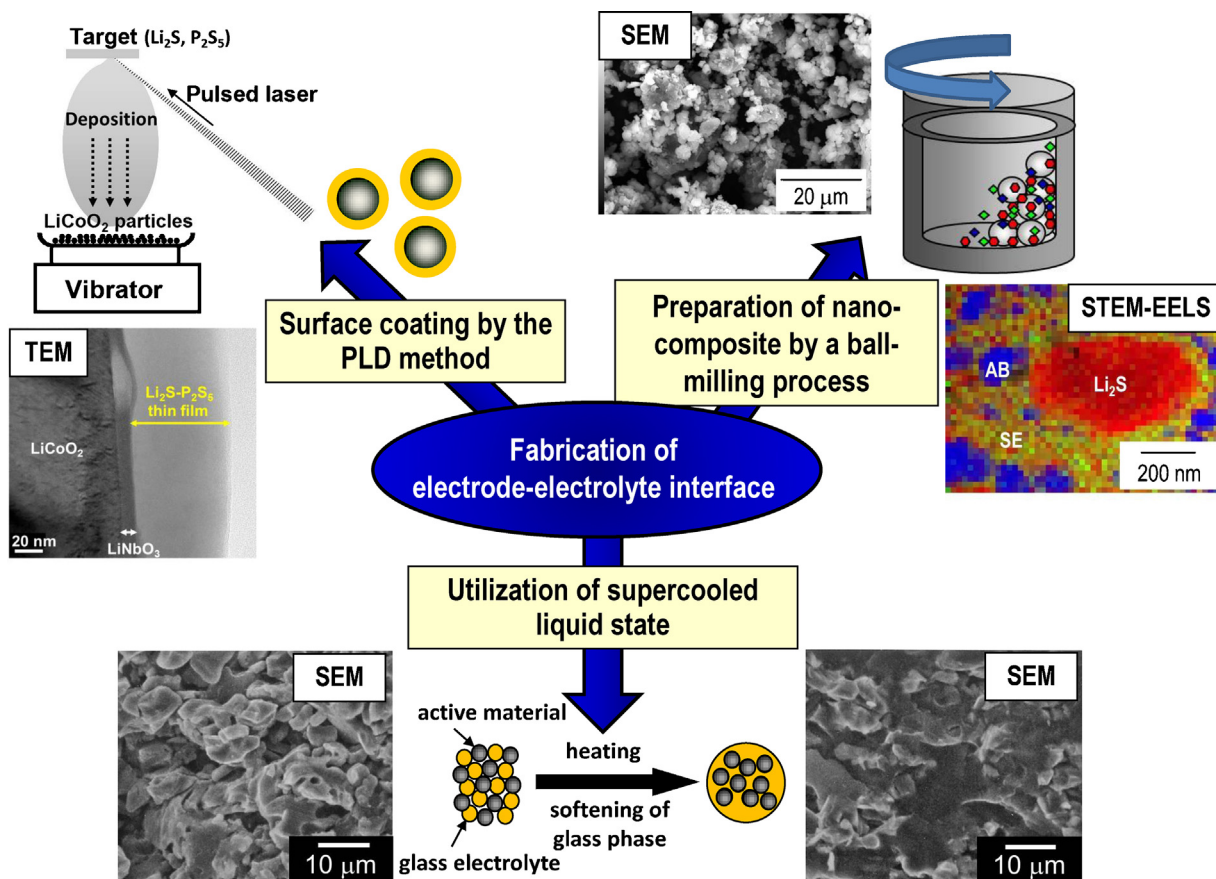 Target (Li₂S, P₂S₅)
Pulsed laser
Deposition
LiCoO₂ particles
Vibrator
SEM
20 μm
Surface coating by the
PLD method
Preparation of nano-
composite by a ball-
milling process
TEM
Li₂S-P₂S₅
thin film
LiCoO₂
20 nm
LiNbO₃
STEM-EELS
AB
Li₂S
SE
200 nm
Fabrication of
electrode-electrolyte interface
Utilization of supercooled
liquid state
SEM
10 μm
active material
heating
softening of
glass phase
glass electrolyte
SEM
10 μm